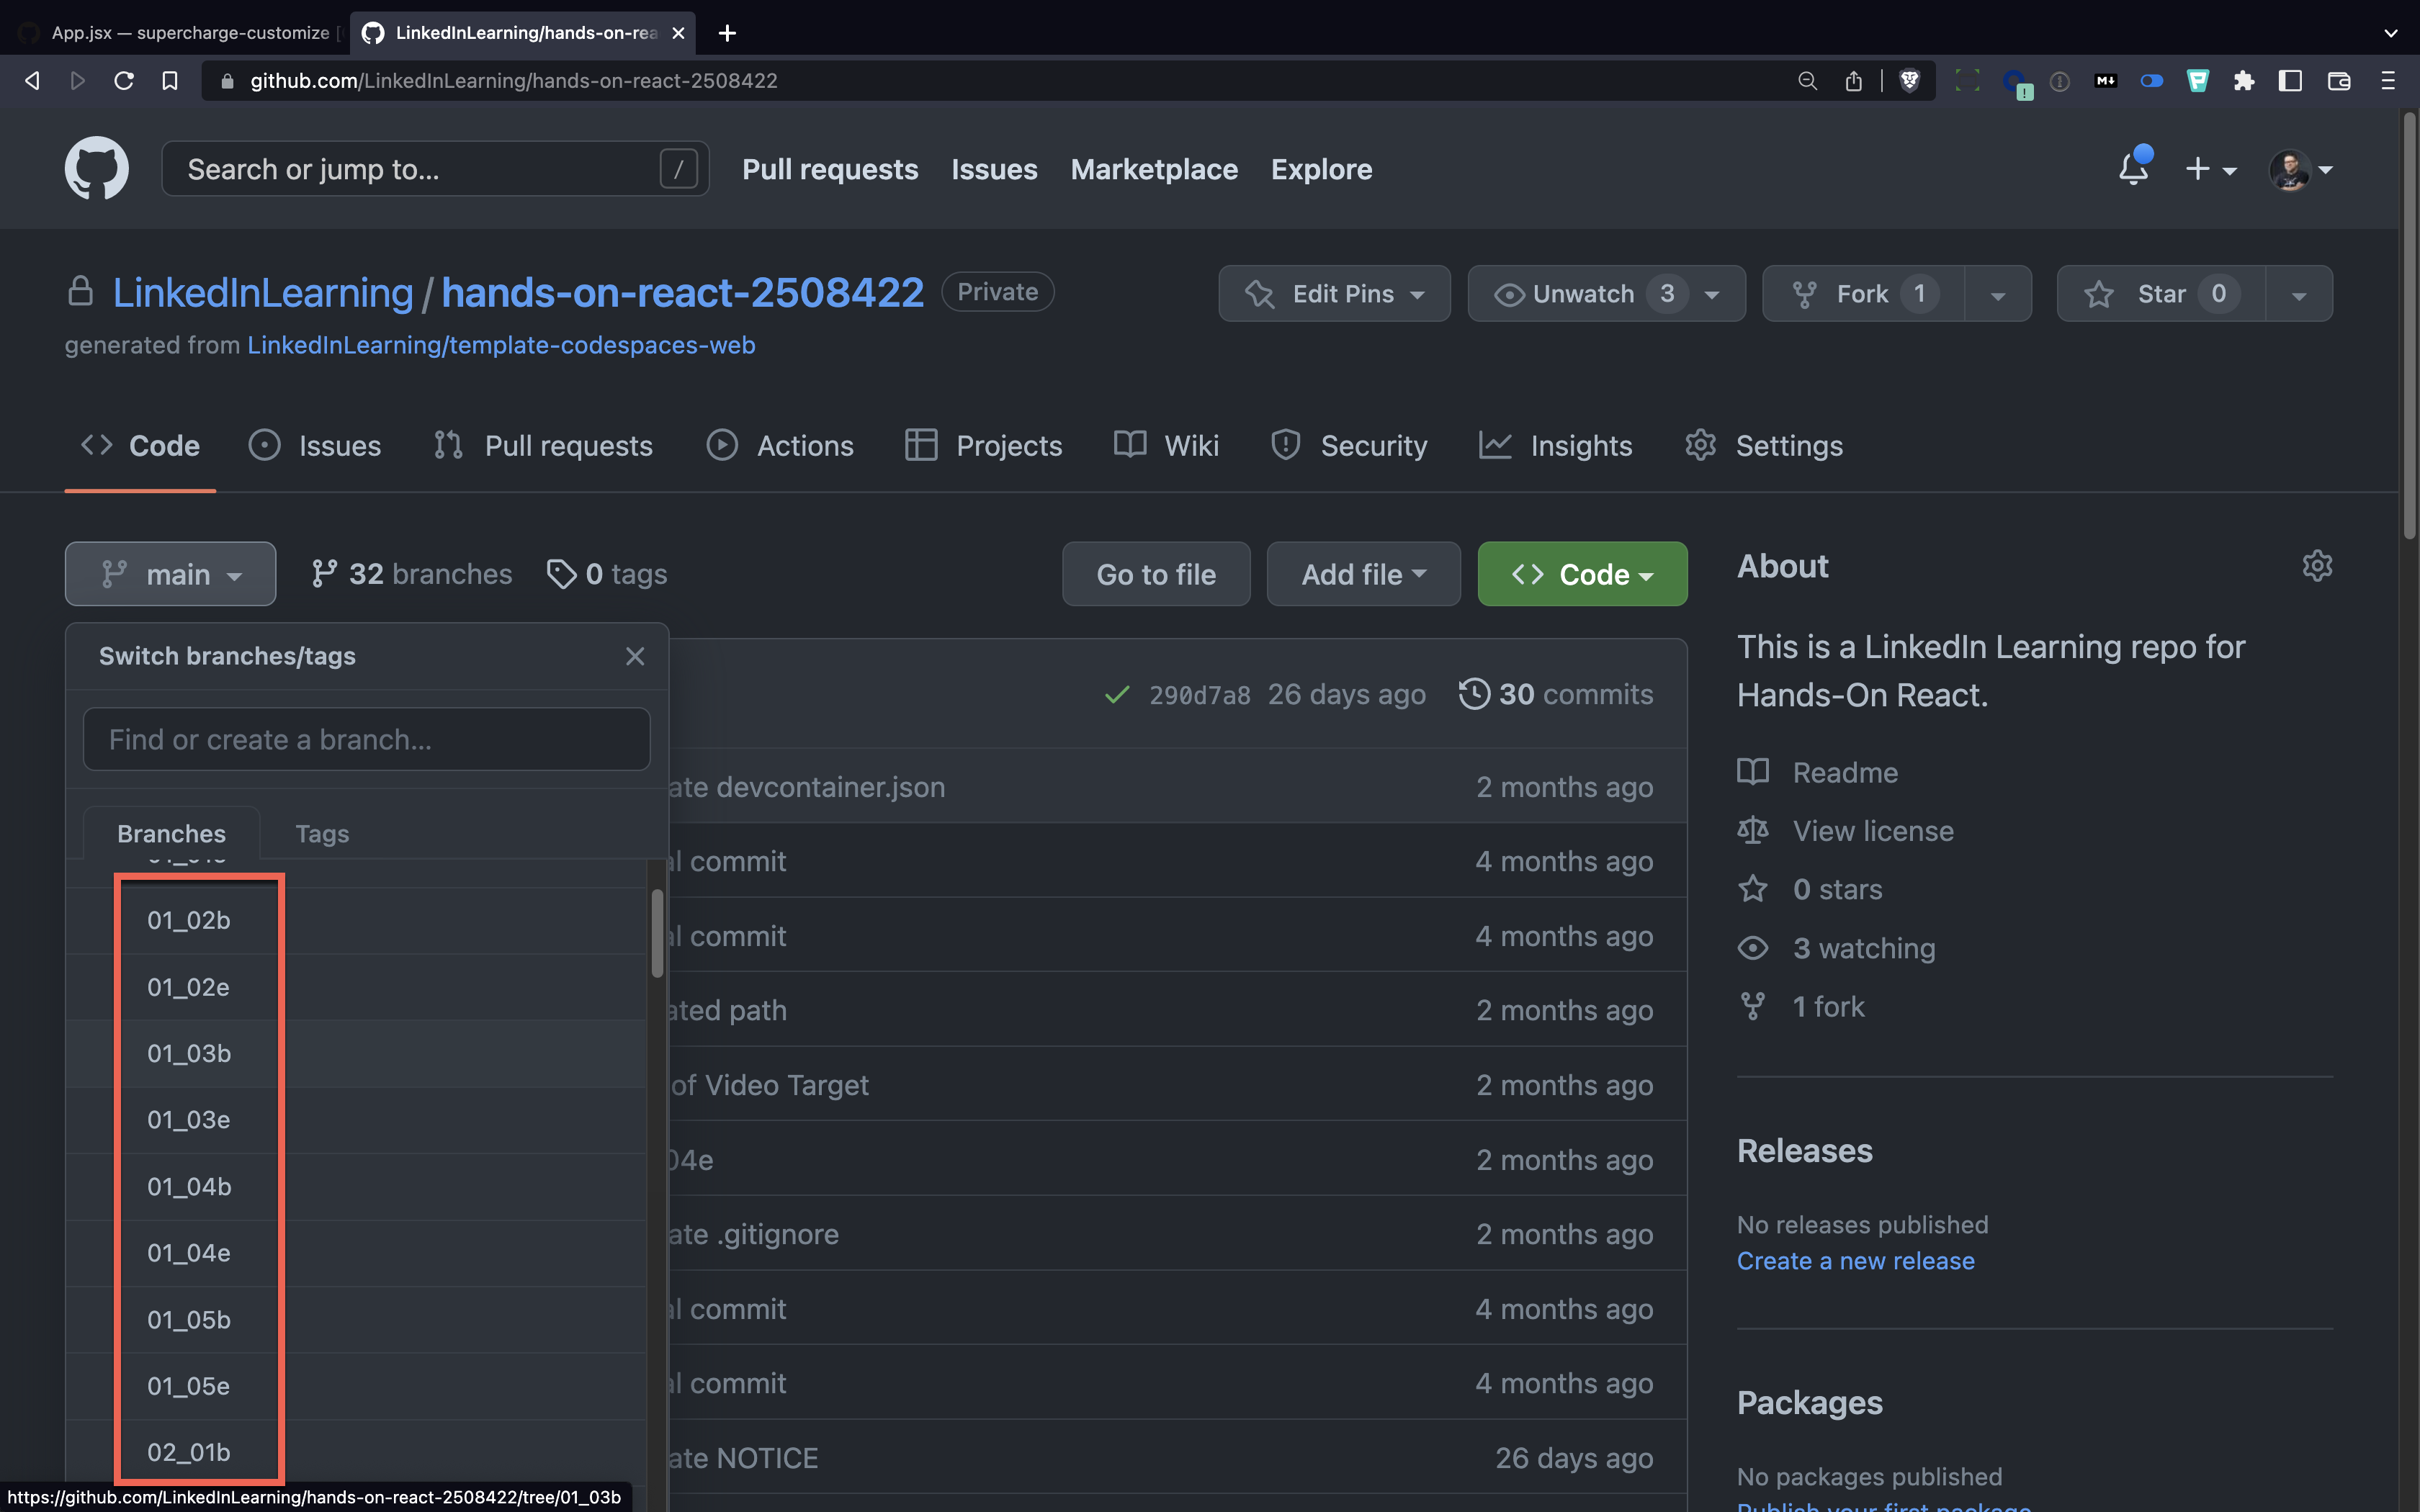 App.jsx — supercharge-customize [
LinkedInLearning/hands-on-rea
github.com/LinkedInLearning/hands-on-react-2508422
Search or jump to... /
Pull requests Issues Marketplace Explore
LinkedInLearning / hands-on-react-2508422 Private
Edit Pins Unwatch 3 Fork 1 Star 0
generated from LinkedInLearning/template-codespaces-web
Code Issues Pull requests Actions Projects Wiki Security Insights Settings
main 32 branches 0 tags Go to file Add file Code
Switch branches/tags
Find or create a branch...
Branches Tags
01_02b
01_02e
01_03b
01_03e
01_04b
01_04e
01_05b
01_05e
02_01b
290d7a8 26 days ago 30 commits
ate devcontainer.json 2 months ago
al commit 4 months ago
al commit 4 months ago
ated path 2 months ago
of Video Target 2 months ago
04e 2 months ago
ate .gitignore 2 months ago
al commit 4 months ago
al commit 4 months ago
ate NOTICE 26 days ago
About
This is a LinkedIn Learning repo for
Hands-On React.
Readme
View license
0 stars
3 watching
1 fork
Releases
No releases published
Create a new release
Packages
No packages published
Publish your first package
https://github.com/LinkedInLearning/hands-on-react-2508422/tree/01_03b